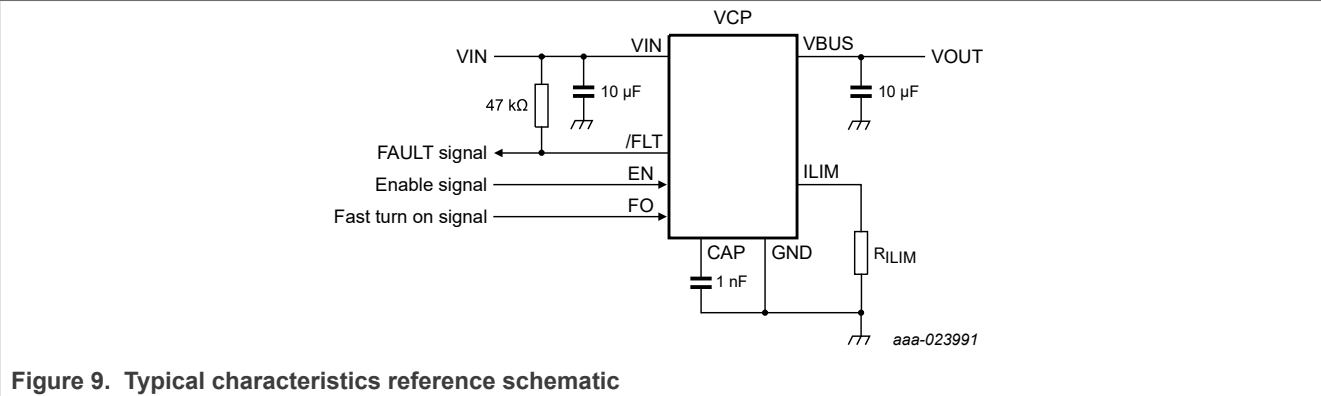 VCP
VIN
VIN
VBUS
VOUT
47 kΩ
10 µF
10 µF
FAULT signal
/FLT
Enable signal
EN
ILIM
Fast turn on signal
FO
CAP
GND
RILIM
1 nF
aaa-023991
Figure 9. Typical characteristics reference schematic